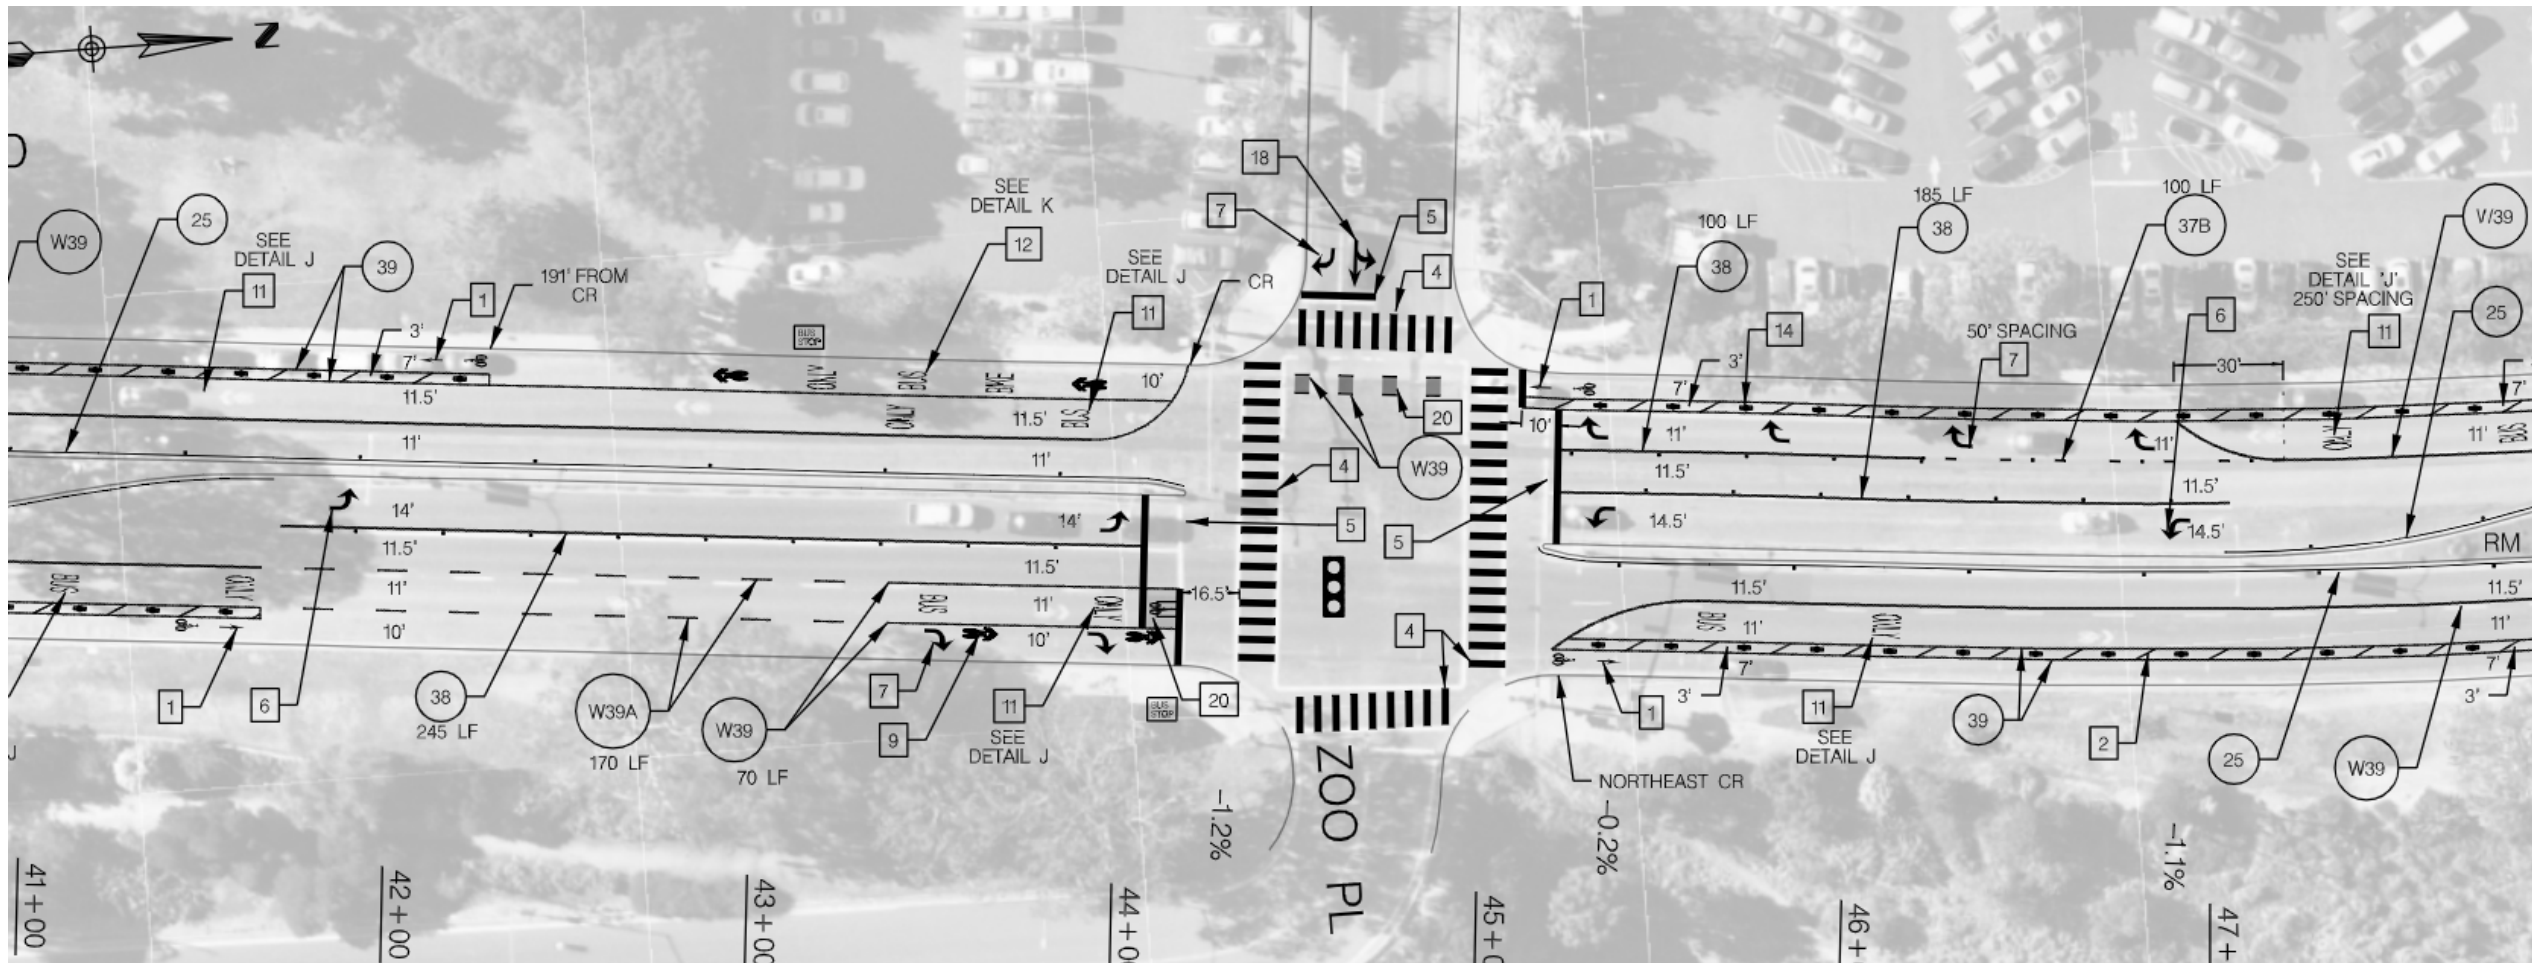 N
W39
25
SEE
DETAIL J
11
39
1
191' FROM
CR
3'
7'
11.5'
11'
SEE
DETAIL K
12
BUS
STOP
ONLY
BUS
BIKE
ONLY
BUS
11.5'
10'
SEE
DETAIL J
11
CR
11'
18
7
5
4
1
100 LF
38
3'
14
7'
185 LF
38
50' SPACING
7
100 LF
37B
6
30'
SEE
DETAIL 'J'
250' SPACING
11
V/39
25
7'
20
W39
4
10'
11'
11.5'
11'
ONLY
BUS
11'
11.5'
14'
14'
5
5
14.5'
14.5'
RM
11.5'
11.5'
11.5'
11.5'
BUS
ONLY
11'
10'
BUS
11'
ONLY
16.5'
10'
4
BUS
11'
ONLY
11'
7'
7'
3'
3'
1
6
38
245 LF
W39A
170 LF
W39
70 LF
7
9
11
SEE
DETAIL J
20
BUS
STOP
1
11
SEE
DETAIL J
39
2
25
W39
NORTHEAST CR
J
ZOO PL
-1.2%
-0.2%
-1.1%
41+00
42+00
43+00
44+00
45+0
46+
47+